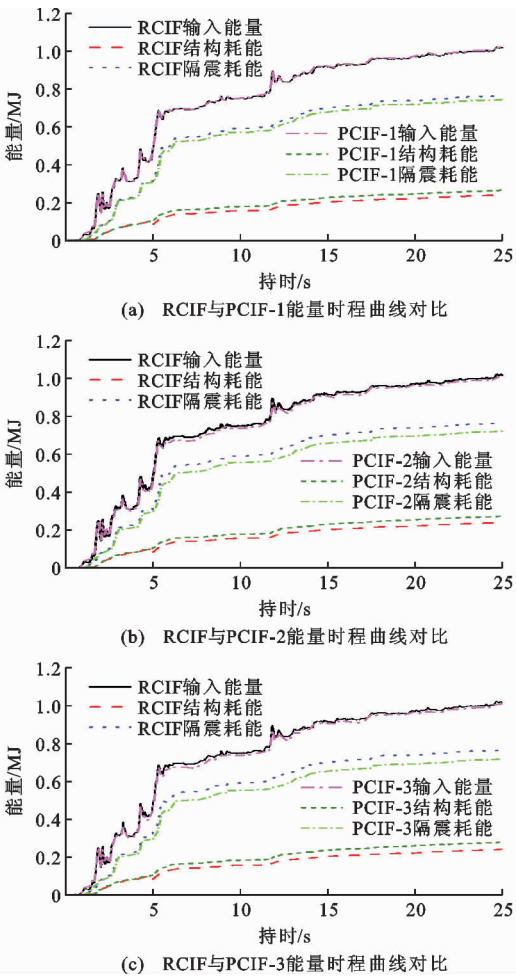 1.2
1.0
0.8
0.6
0.4
0.2
0
能量/MJ
RCIF输入能量
RCIF结构耗能
RCIF隔震耗能
PCIF-1输入能量
PCIF-1结构耗能
PCIF-1隔震耗能
5 10 15 20 25
持时/s
(a) RCIF与PCIF-1能量时程曲线对比
1.2
1.0
0.8
0.6
0.4
0.2
0
能量/MJ
RCIF输入能量
RCIF结构耗能
RCIF隔震耗能
PCIF-2输入能量
PCIF-2结构耗能
PCIF-2隔震耗能
5 10 15 20 25
持时/s
(b) RCIF与PCIF-2能量时程曲线对比
1.2
1.0
0.8
0.6
0.4
0.2
0
能量/MJ
RCIF输入能量
RCIF结构耗能
RCIF隔震耗能
PCIF-3输入能量
PCIF-3结构耗能
PCIF-3隔震耗能
5 10 15 20 25
持时/s
(c) RCIF与PCIF-3能量时程曲线对比